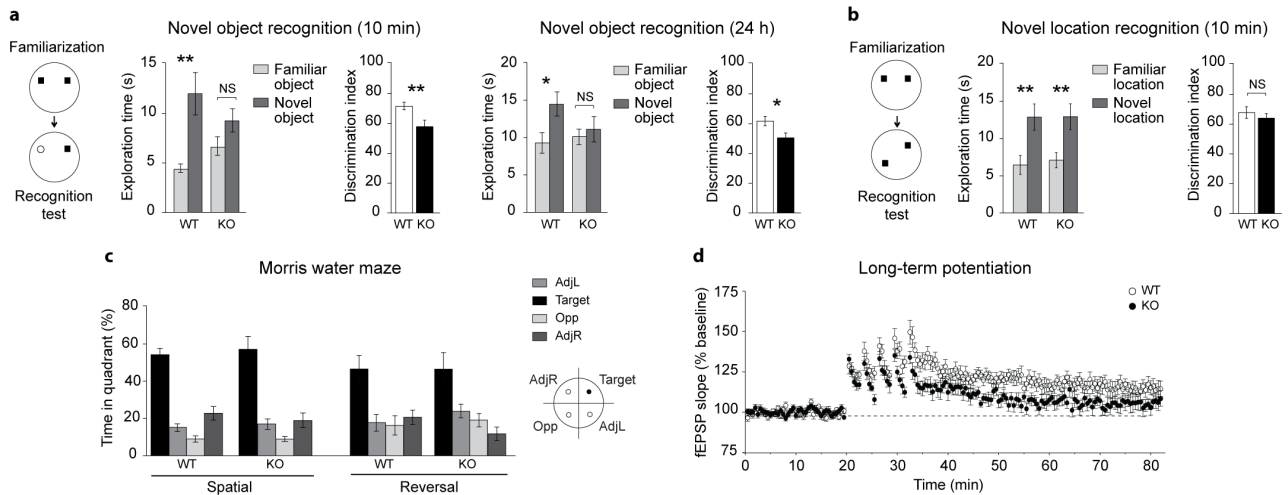 a
Novel object recognition (10 min)
Familiarization
Recognition
test
Exploration time (s)
15
10
5
0
**
NS
WT
KO
Familiar
object
Novel
object
Discrimination index
100
80
60
40
20
0
**
WT KO
Novel object recognition (24 h)
Exploration time (s)
20
15
10
5
0
*
NS
WT
KO
Familiar
object
Novel
object
Discrimination index
100
80
60
40
20
0
*
WT KO
b
Novel location recognition (10 min)
Familiarization
Recognition
test
Exploration time (s)
20
15
10
5
0
**
**
WT
KO
Familiar
location
Novel
location
Discrimination index
100
80
60
40
20
0
NS
WT KO
c
Morris water maze
Time in quadrant (%)
80
60
40
20
0
WT
KO
WT
KO
Spatial
Reversal
AdjL
Target
Opp
AdjR
AdjR
Target
Opp
AdjL
d
Long-term potentiation
fEPSP slope (% baseline)
175
150
125
100
75
0
10
20
30
40
50
60
70
80
Time (min)
WT
KO